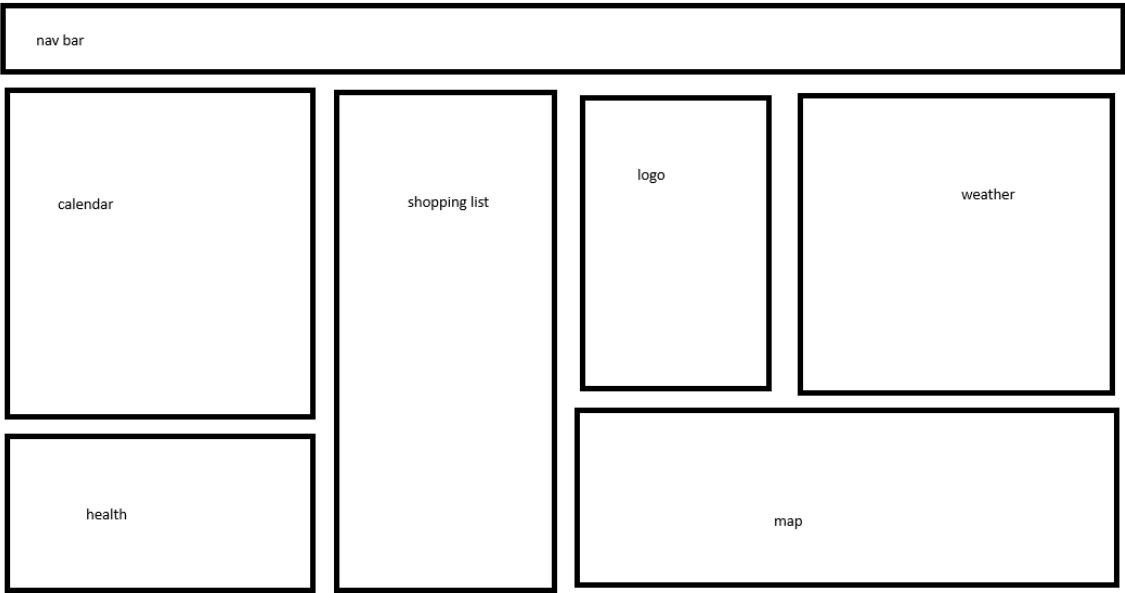 nav bar
calendar
shopping list
logo
weather
health
map